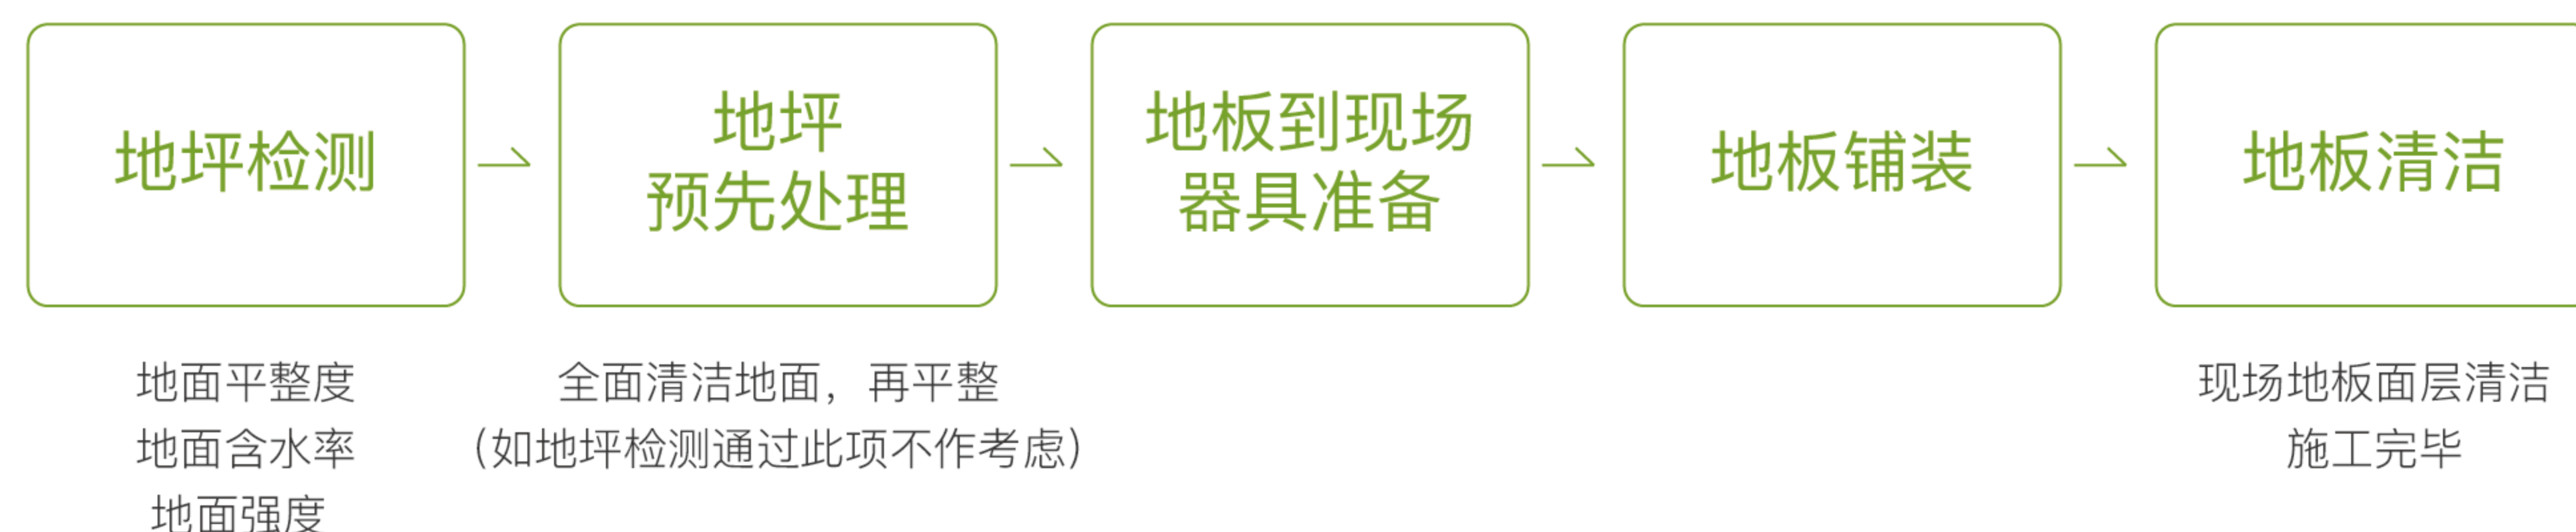 地坪检测
地坪
预先处理
地板到现场
器具准备
地板铺装
地板清洁
地面平整度
地面含水率
地面强度
全面清洁地面，再平整
（如地坪检测通过此项不作考虑）
现场地板面层清洁
施工完毕